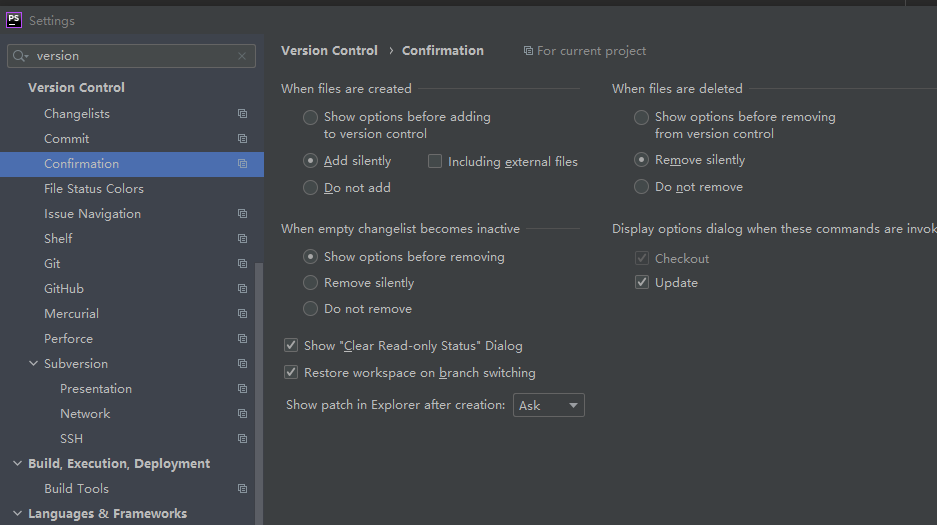 PS
Settings
version
Version Control
Changelists
Commit
Confirmation
File Status Colors
Issue Navigation
Shelf
Git
GitHub
Mercurial
Perforce
Subversion
Presentation
Network
SSH
Build, Execution, Deployment
Build Tools
Languages & Frameworks
Version Control › Confirmation
For current project
When files are created
Show options before adding
to version control
Add silently
Including external files
Do not add
When files are deleted
Show options before removing
from version control
Remove silently
Do not remove
When empty changelist becomes inactive
Show options before removing
Remove silently
Do not remove
Display options dialog when these commands are invok
Checkout
Update
Show "Clear Read-only Status" Dialog
Restore workspace on branch switching
Show patch in Explorer after creation:
Ask